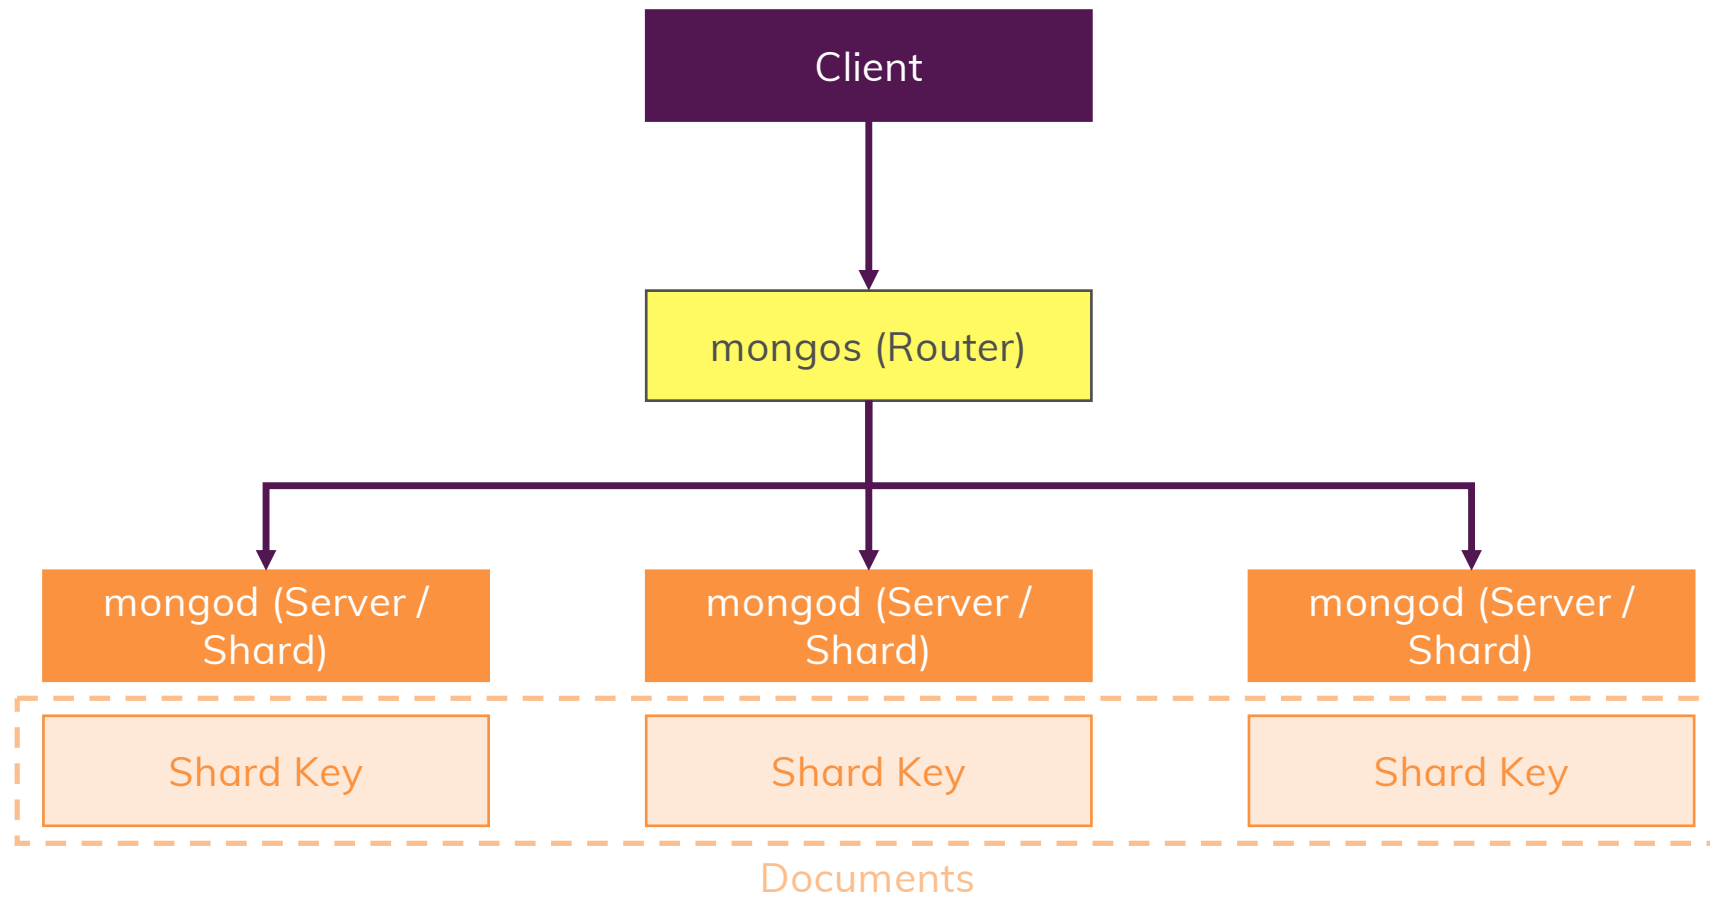 Client
mongos (Router)
mongod (Server /
Shard)
mongod (Server /
Shard)
mongod (Server /
Shard)
Shard Key
Shard Key
Shard Key
Documents